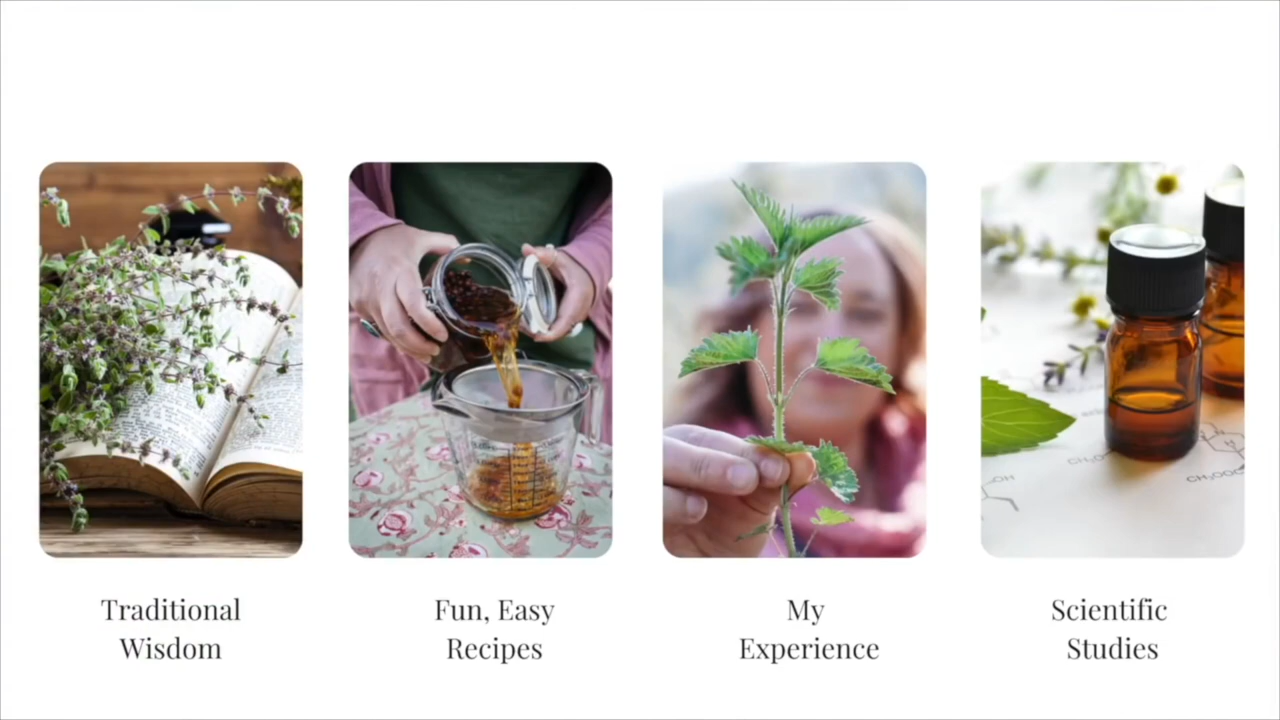 Traditional
Wisdom
Fun, Easy
Recipes
My
Experience
Scientific
Studies